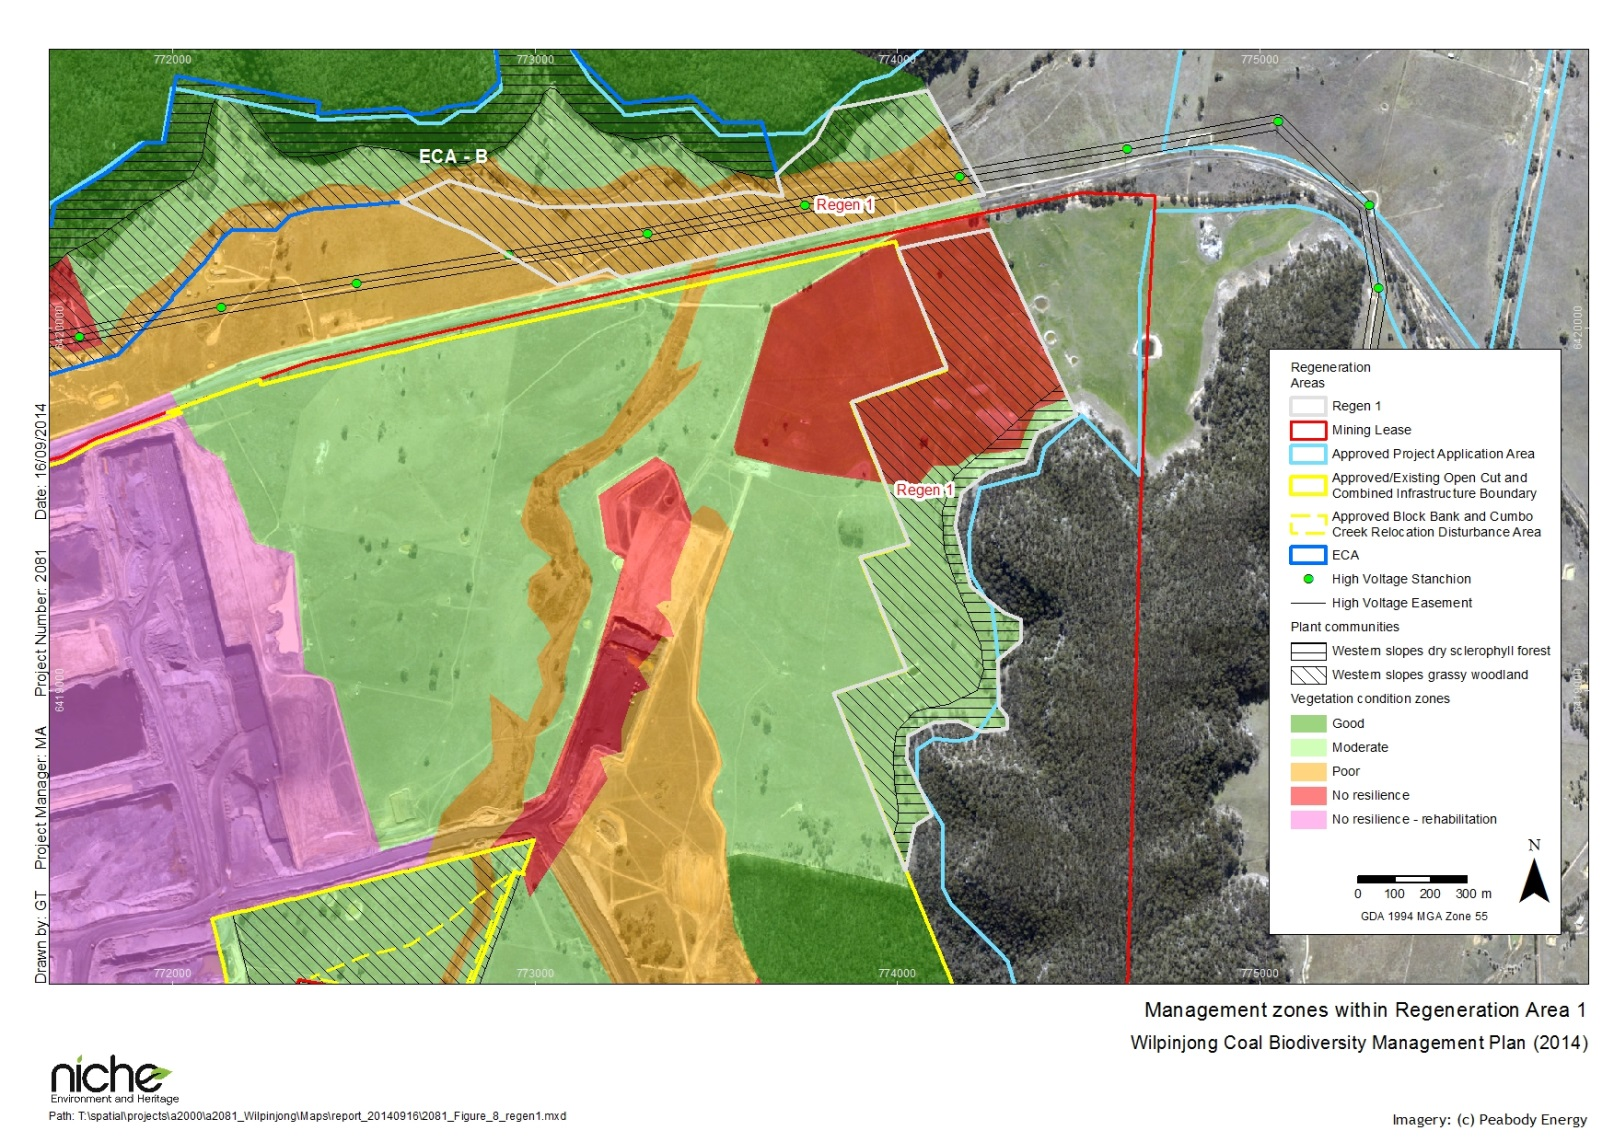 772000
773000
774000
775000
ECA - B
Regen 1
Regen 1
6420000
6420000
6419000
Date: 16/09/2014
Project Number: 2081
Project Manager: MA
Drawn by: GT
Regeneration
Areas
Regen 1
Mining Lease
Approved Project Application Area
Approved/Existing Open Cut and
Combined Infrastructure Boundary
Approved Block Bank and Cumbo
Creek Relocation Disturbance Area
ECA
High Voltage Stanchion
High Voltage Easement
Plant communities
Western slopes dry sclerophyll forest
Western slopes grassy woodland
Vegetation condition zones
Good
Moderate
Poor
No resilience
No resilience - rehabilitation
N
0 100 200 300 m
GDA 1994 MGA Zone 55
772000
773000
774000
775000
Management zones within Regeneration Area 1
Wilpinjong Coal Biodiversity Management Plan (2014)
niche
Environment and Heritage
Path: T:\spatial\projects\a2000\a2081_Wilpinjong\Maps\report_20140916\2081_Figure_8_regen1.mxd
Imagery: (c) Peabody Energy